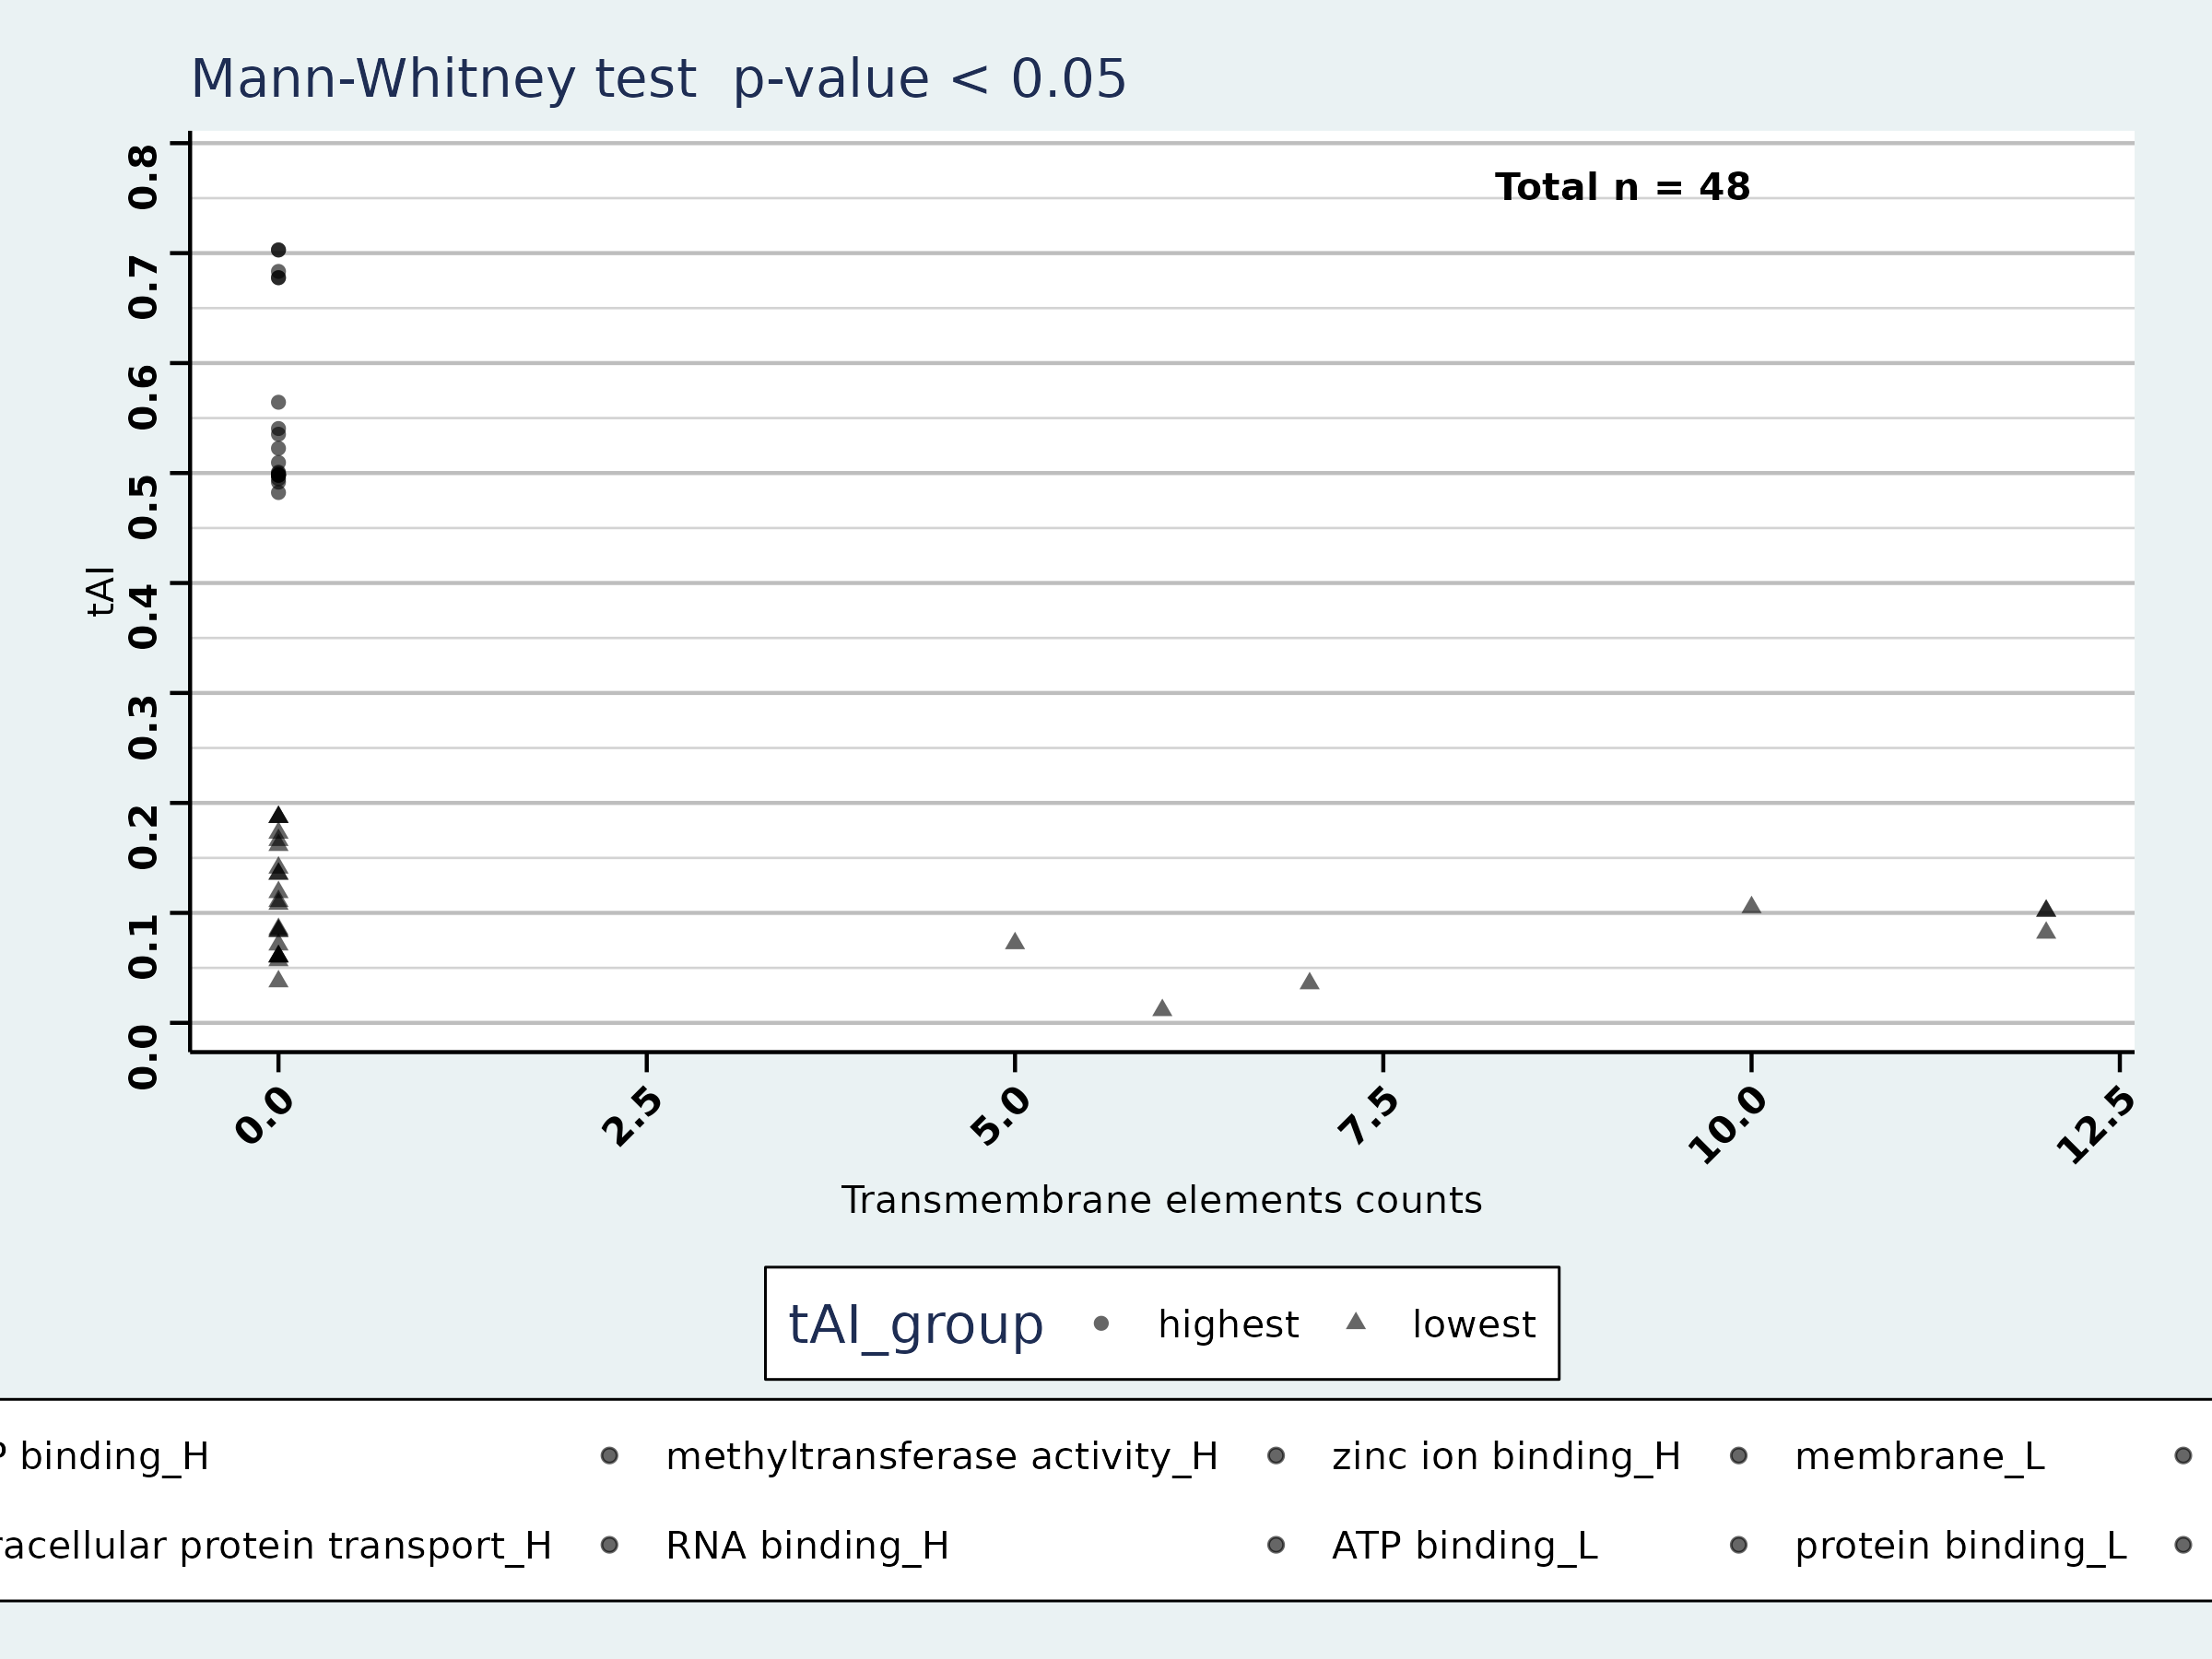 Mann-Whitney test  p-value < 0.05
Total n = 48
0.8
0.7
0.6
0.5
0.4
0.3
0.2
0.1
0.0
tAI
0.0 2.5 5.0 7.5 10.0 12.5
Transmembrane elements counts
tAI_group highest lowest
P binding_H methyltransferase activity_H zinc ion binding_H membrane_L
racellular protein transport_H RNA binding_H ATP binding_L protein binding_L